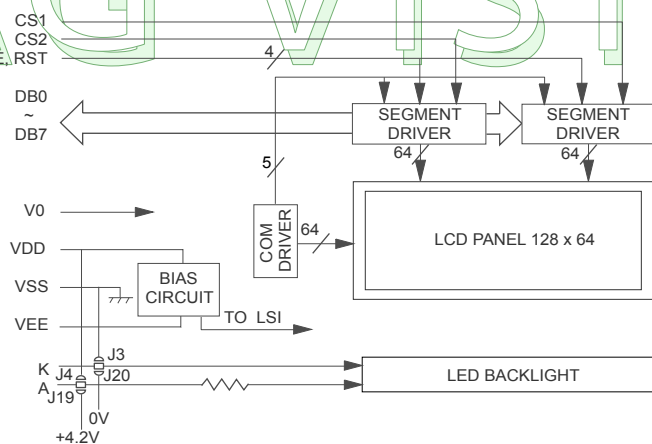 CS1
CS2
E, RST
4
DB0
~
DB7
SEGMENT
DRIVER
SEGMENT
DRIVER
64
64
5
V0
COM
DRIVER
64
LCD PANEL 128 x 64
VDD
VSS
BIAS
CIRCUIT
VEE
TO LSI
J3
K
J4
J20
A
J19
LED BACKLIGHT
0V
+4.2V